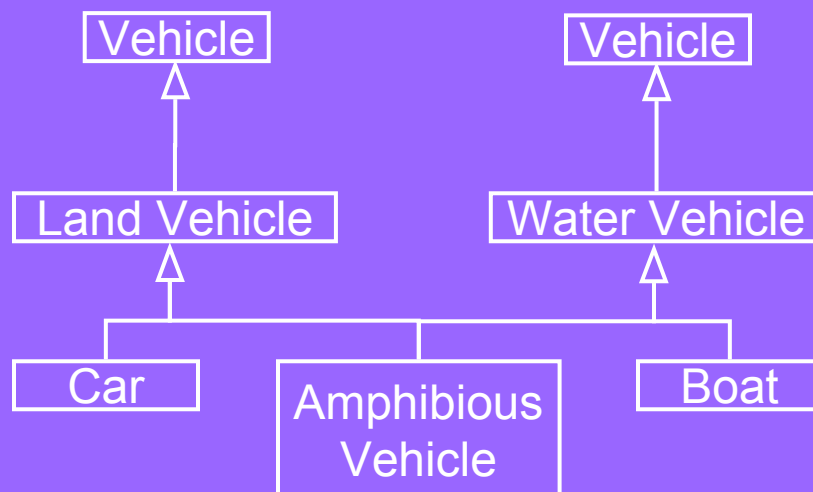 Vehicle
Vehicle
Land Vehicle
Water Vehicle
Car
Amphibious
Vehicle
Boat